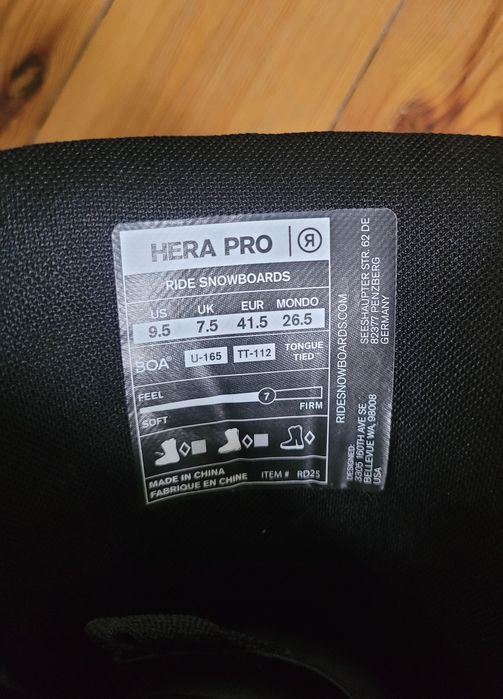 HERA PRO
RIDE SNOWBOARDS
US UK EUR MONDO
9.5 7.5 41.5 26.5
BOA® U-165 TT-112 TONGUE TIED™
FEEL
7
SOFT FIRM
MADE IN CHINA
FABRIQUE EN CHINE
ITEM # RD25
RIDESNOWBOARDS.COM
DESIGNED:
3305 160TH AVE SE
BELLEVUE WA, 98008
USA
SEESHAUPTER STR. 62 DE
82377 PENZBERG
GERMANY